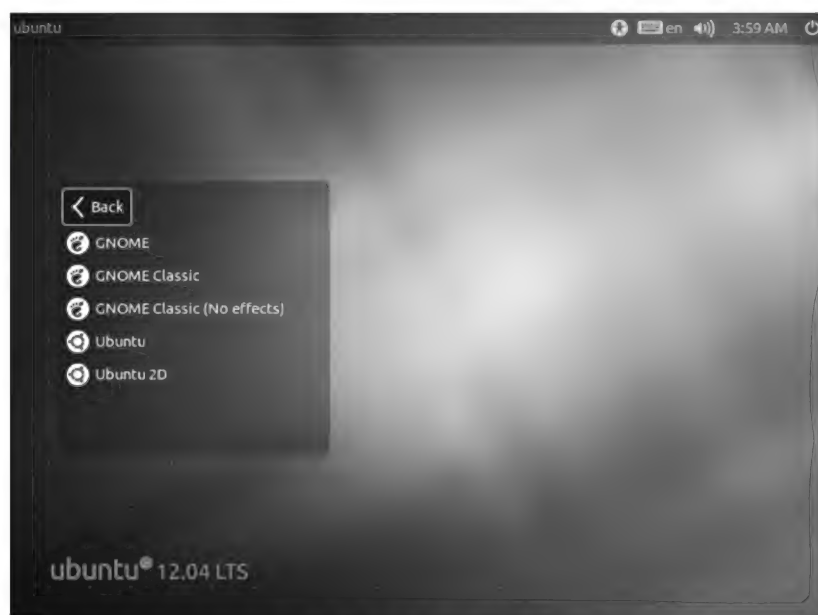 ubuntu en 3:59 AM
Back
GNOME
GNOME Classic
GNOME Classic (No effects)
Ubuntu
Ubuntu 2D
ubuntu® 12.04 LTS